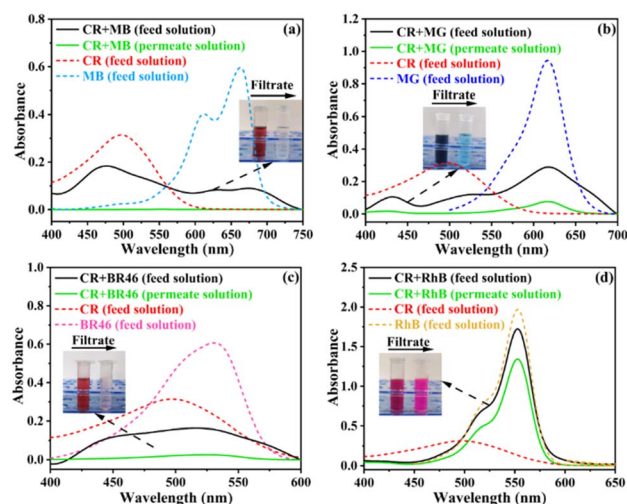 (a)
CR+MB (feed solution)
CR+MB (permeate solution)
CR (feed solution)
MB (feed solution)
Filtrate
Absorbance
0.8
0.6
0.4
0.2
0.0
400 450 500 550 600 650 700 750
Wavelength (nm)
(b)
CR+MG (feed solution)
CR+MG (permeate solution)
CR (feed solution)
MG (feed solution)
Filtrate
Absorbance
1.2
0.9
0.6
0.3
0.0
400 450 500 550 600 650 700
Wavelength (nm)
(c)
CR+BR46 (feed solution)
CR+BR46 (permeate solution)
CR (feed solution)
BR46 (feed solution)
Filtrate
Absorbance
1.0
0.8
0.6
0.4
0.2
0.0
400 450 500 550 600
Wavelength (nm)
(d)
CR+RhB (feed solution)
CR+RhB (permeate solution)
CR (feed solution)
RhB (feed solution)
Filtrate
Absorbance
2.5
2.0
1.5
1.0
0.5
0.0
400 450 500 550 600 650
Wavelength (nm)